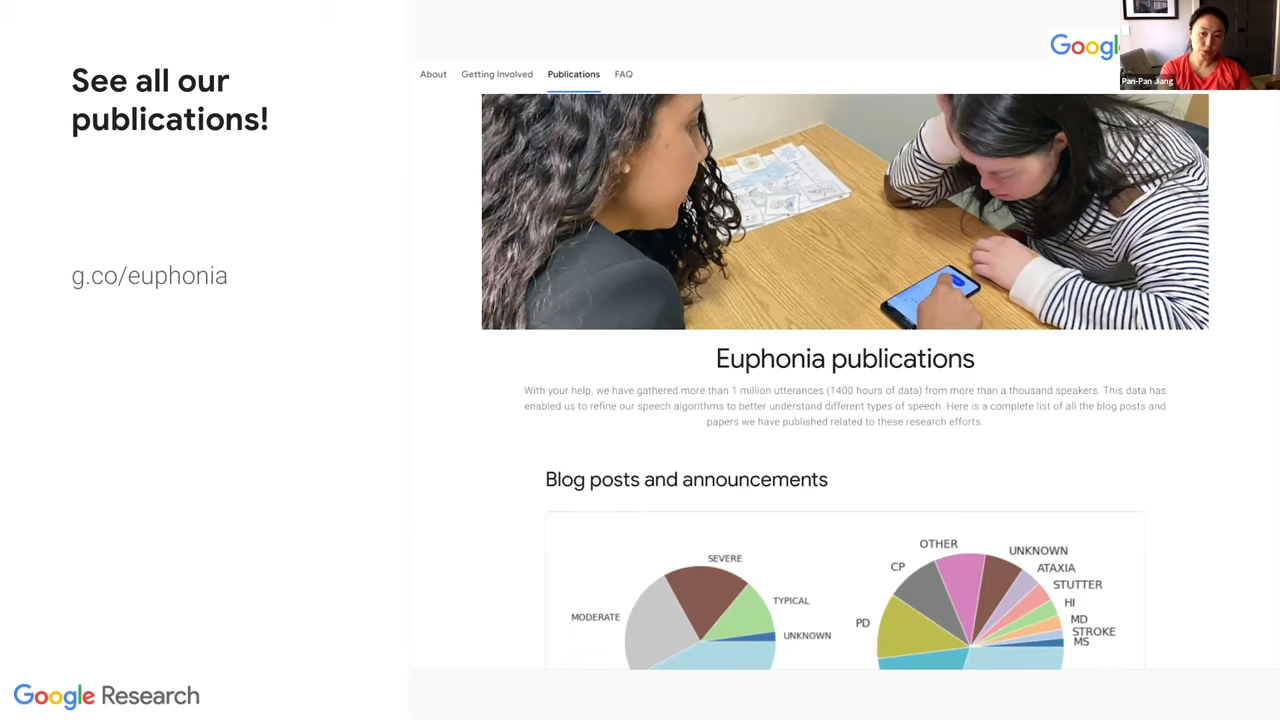 See all our
publications!
g.co/euphonia
Google Research
Googl
Pan-Pan Jiang
About Getting Involved Publications FAQ
Euphonia publications
With your help, we have gathered more than 1 million utterances (1400 hours of data) from more than a thousand speakers. This data has
enabled us to refine our speech algorithms to better understand different types of speech. Here is a complete list of all the blog posts and
papers we have published related to these research efforts.
Blog posts and announcements
SEVERE
MODERATE
TYPICAL
UNKNOWN
OTHER
UNKNOWN
CP
ATAXIA
STUTTER
HI
PD
MD
STROKE
MS